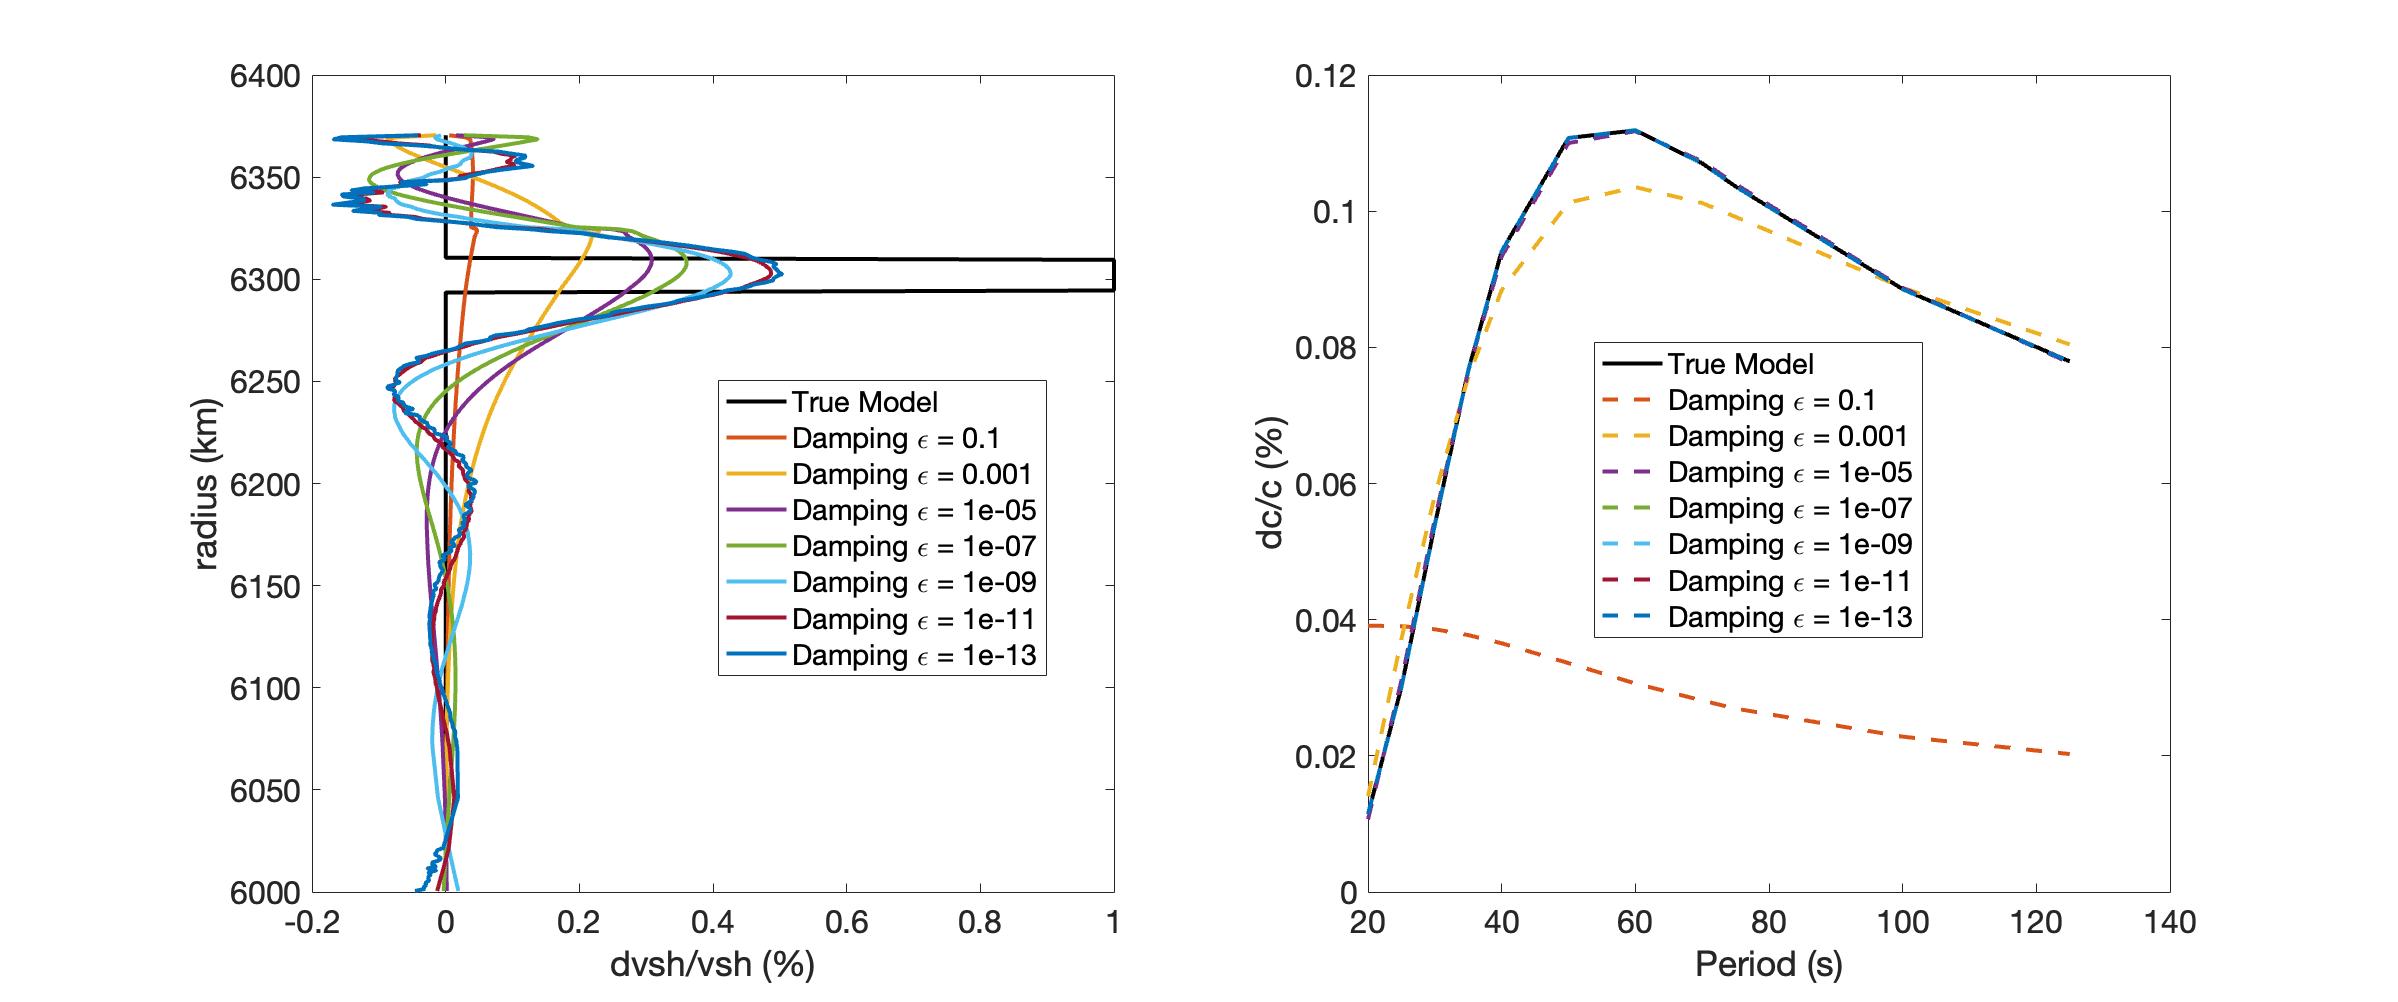 6400
6350
6300
6250
6200
6150
6100
6050
6000
-0.2 0 0.2 0.4 0.6 0.8 1
radius (km)
dvsh/vsh (%)
True Model
Damping ϵ = 0.1
Damping ϵ = 0.001
Damping ϵ = 1e-05
Damping ϵ = 1e-07
Damping ϵ = 1e-09
Damping ϵ = 1e-11
Damping ϵ = 1e-13
0.12
0.1
0.08
0.06
0.04
0.02
0
20 40 60 80 100 120 140
dc/c (%)
Period (s)
True Model
Damping ϵ = 0.1
Damping ϵ = 0.001
Damping ϵ = 1e-05
Damping ϵ = 1e-07
Damping ϵ = 1e-09
Damping ϵ = 1e-11
Damping ϵ = 1e-13